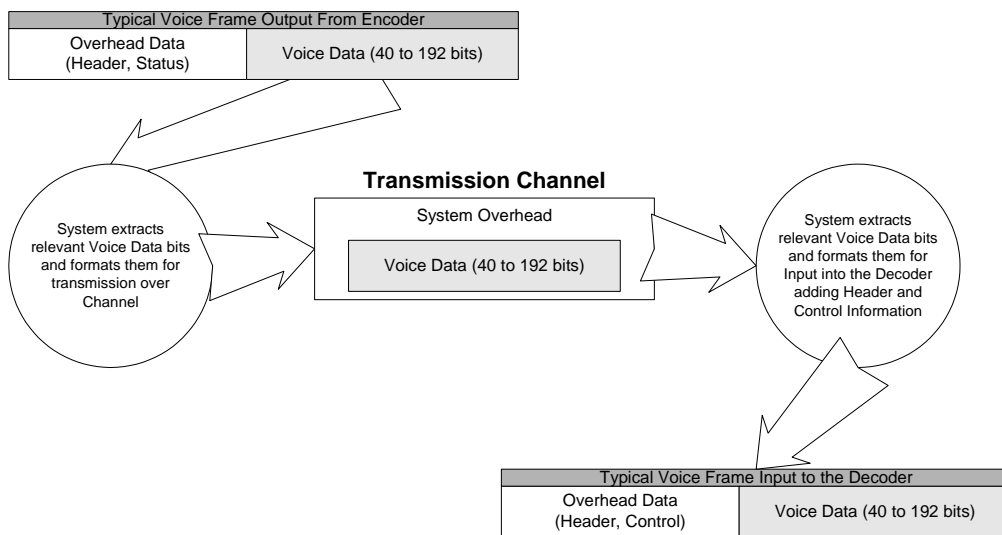 Typical Voice Frame Output From Encoder
Overhead Data
(Header, Status)
Voice Data (40 to 192 bits)
System extracts
relevant Voice Data bits
and formats them for
transmission over
Channel
Transmission Channel
System Overhead
Voice Data (40 to 192 bits)
System extracts
relevant Voice Data bits
and formats them for
Input into the Decoder
adding Header and
Control Information
Typical Voice Frame Input to the Decoder
Overhead Data
(Header, Control)
Voice Data (40 to 192 bits)